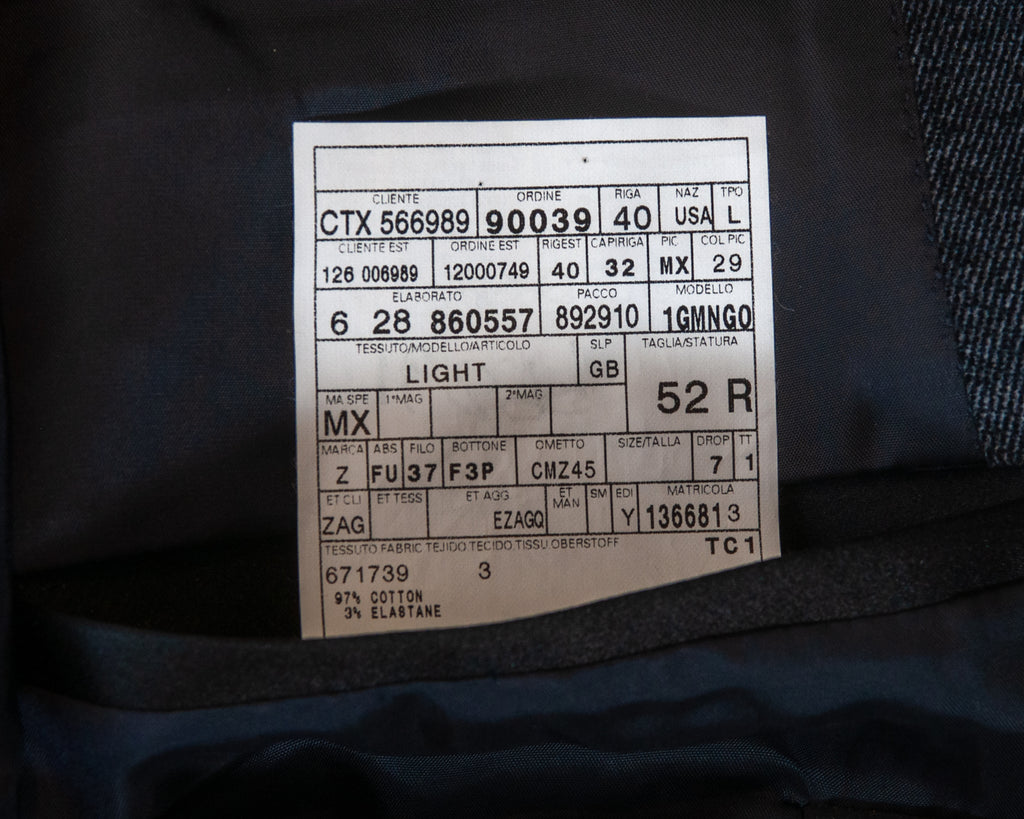 CLIENTE ORDINE RIGA NAZ TPO
CTX 566989 90039 40 USA L
CLIENTE EST ORDINE EST RIGEST CAPIRIGA PIC COL PIC
126 006989 12000749 40 32 MX 29
ELABORATO PACCO MODELLO
6 28 860557 892910 1GMNGO
TESSUTO/MODELLO/ARTICOLO SLP TAGLIA/STATURA
LIGHT GB 52 R
MA SPE 1ªMAG 2ªMAG
MX
MARCA ABS FILO BOTTONE OMETTO SIZE/TALLA DROP TT
Z FU 37 F3P CMZ45 7 1
ET CLI ET TESS ET AGG ET MAN SM EDI MATRICOLA
ZAG EZAGQ Y 1366813
TESSUTO FABRIC TEJIDO TECIDO TISSU OBERSTOFF TC1
671739 3
97% COTTON
3% ELASTANE